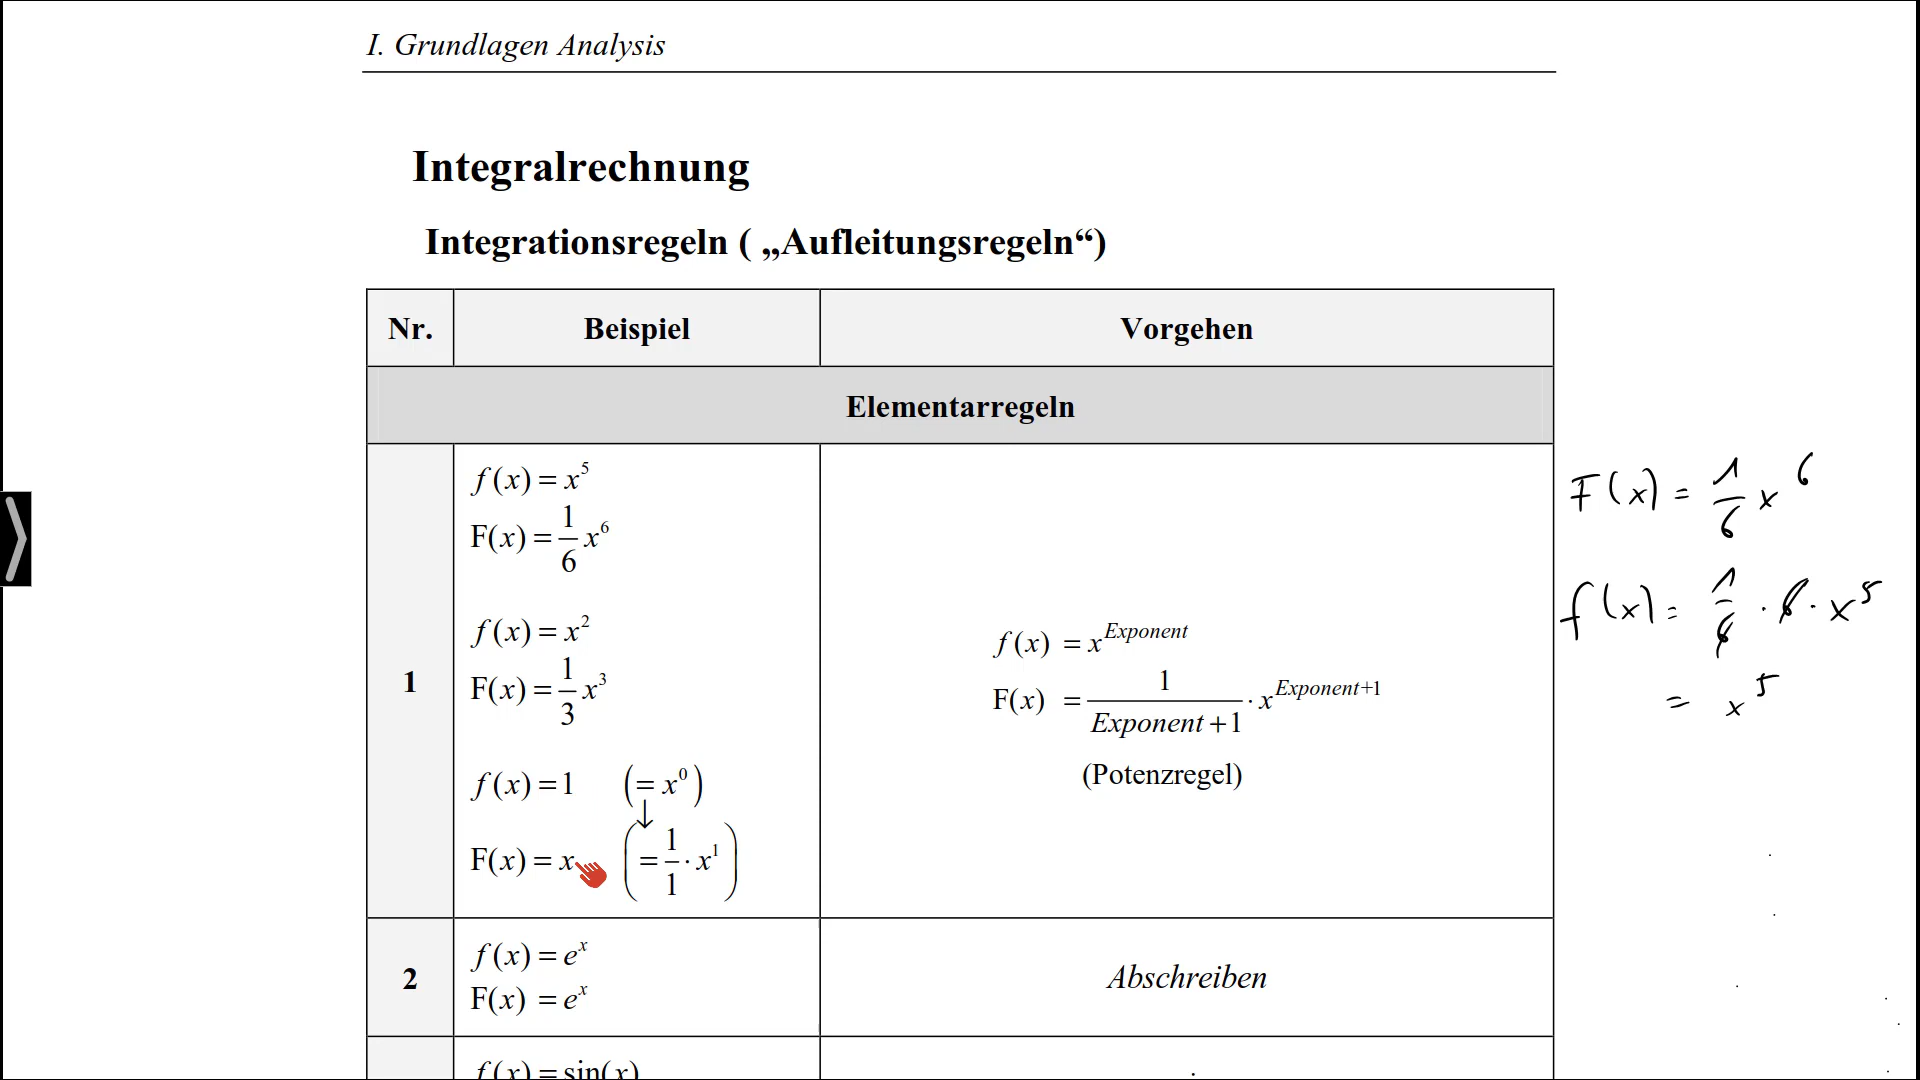 I. Grundlagen Analysis
Integralrechnung
Integrationsregeln ( „Aufleitungsregeln“)
Nr. Beispiel Vorgehen
Elementarregeln
1
f(x) = x^5
F(x) = 1/6 x^6
f(x) = x^2
F(x) = 1/3 x^3
f(x) = 1 (= x^0)
↓
F(x) = x (= 1/1 · x^1)
f(x) = x^Exponent
F(x) = 1/(Exponent+1) · x^(Exponent+1)
(Potenzregel)
F(x) = 1/6 x^6
f(x) = 1/6 · 6 · x^5
= x^5
2
f(x) = e^x
F(x) = e^x
Abschreiben
f(x) = sin(x)